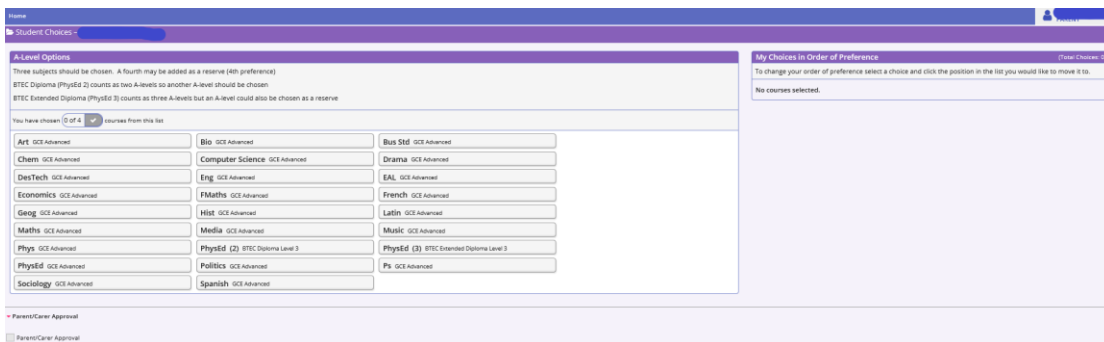 Home
Student Choices -
A-Level Options
Three subjects should be chosen. A fourth may be added as a reserve (4th preference)
BTEC Diploma (PhysEd 2) counts as two A-levels so another A-level should be chosen
BTEC Extended Diploma (PhysEd 3) counts as three A-levels but an A-level could also be chosen as a reserve
You have chosen 0 of 4 courses from this list
Art GCE Advanced
Bio GCE Advanced
Bus Std GCE Advanced
Chem GCE Advanced
Computer Science GCE Advanced
Drama GCE Advanced
DesTech GCE Advanced
Eng GCE Advanced
EAL GCE Advanced
Economics GCE Advanced
FMaths GCE Advanced
French GCE Advanced
Geog GCE Advanced
Hist GCE Advanced
Latin GCE Advanced
Maths GCE Advanced
Media GCE Advanced
Music GCE Advanced
Phys GCE Advanced
PhysEd (2) BTEC Diploma Level 3
PhysEd (3) BTEC Extended Diploma Level 3
PhysEd GCE Advanced
Politics GCE Advanced
Ps GCE Advanced
Sociology GCE Advanced
Spanish GCE Advanced
My Choices in Order of Preference
(Total Choices:
To change your order of preference select a choice and click the position in the list you would like to move it to.
No courses selected.
Parent/Carer Approval
Parent/Carer Approval